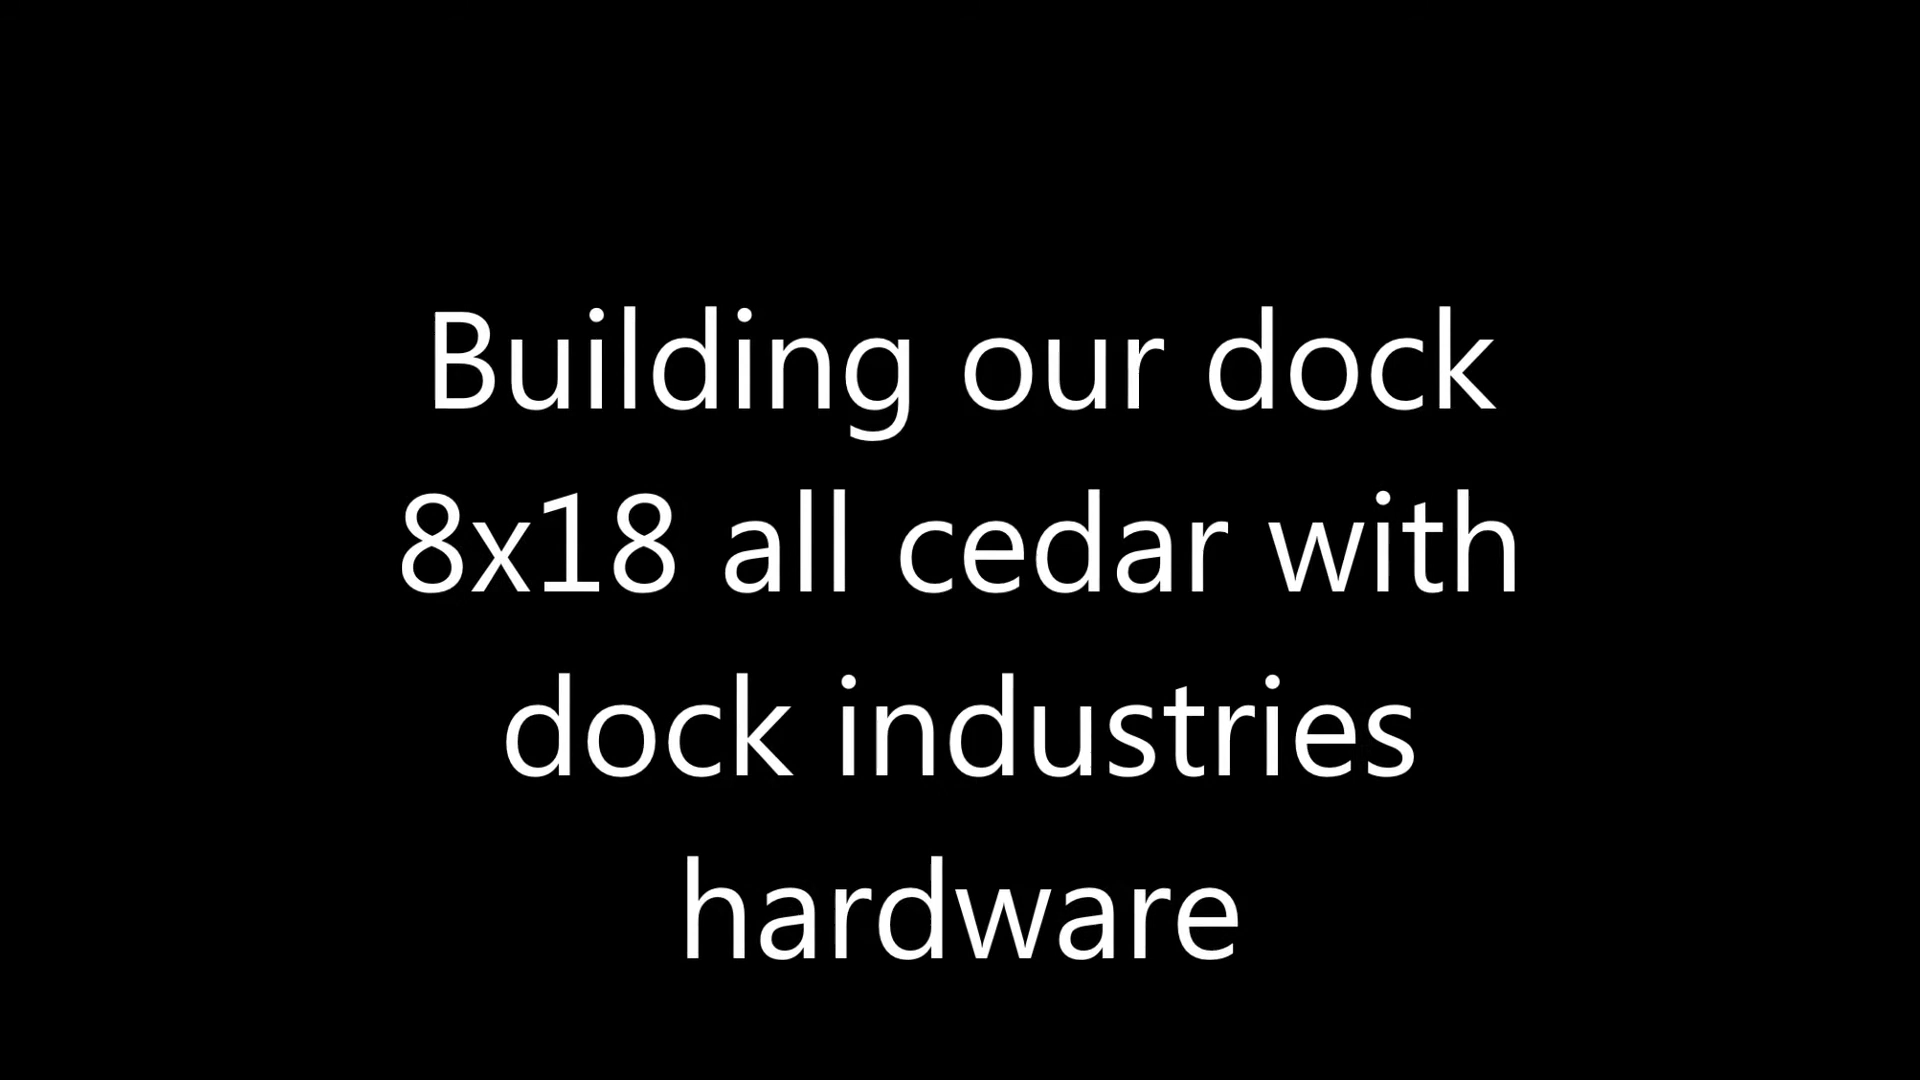 Building our dock
8x18 all cedar with
dock industries
hardware